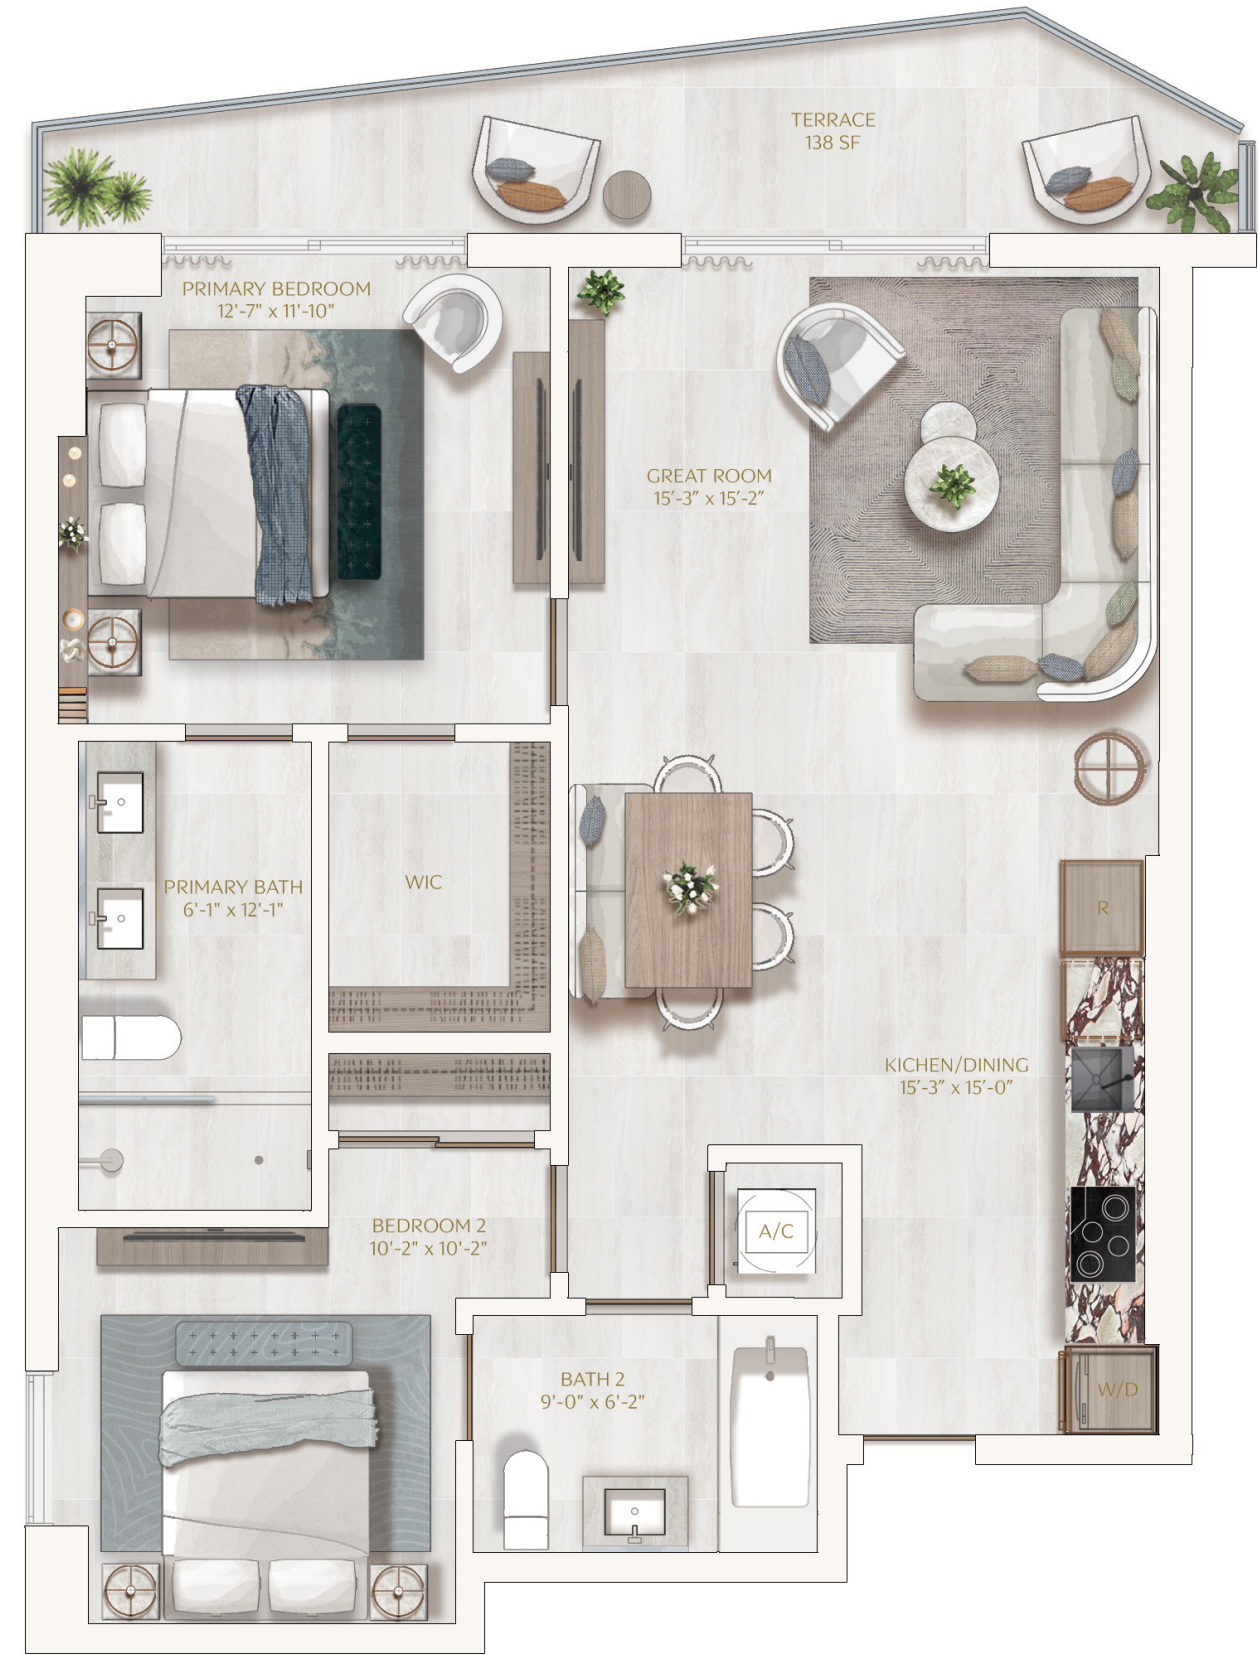 TERRACE
138 SF
PRIMARY BEDROOM
12'-7" x 11'-10"
GREAT ROOM
15'-3" x 15'-2"
PRIMARY BATH
6'-1" x 12'-1"
WIC
R
KICHEN/DINING
15'-3" x 15'-0"
BEDROOM 2
10'-2" x 10'-2"
A/C
BATH 2
9'-0" x 6'-2"
W/D